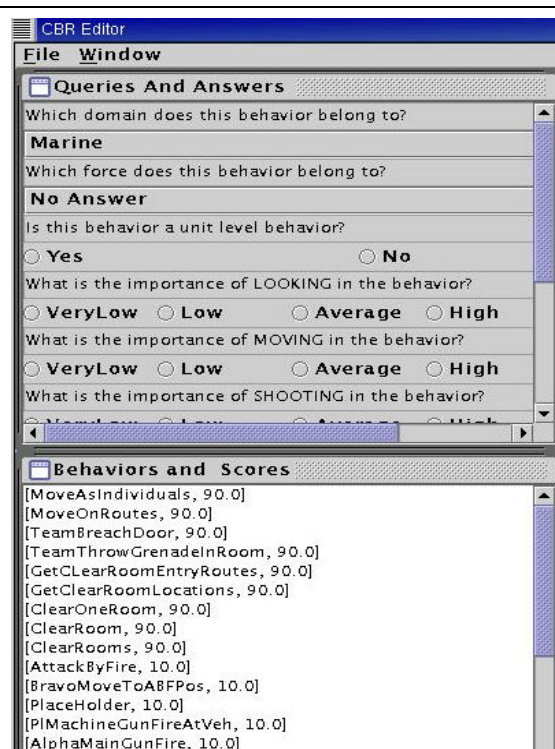 CBR Editor
File Window
Queries And Answers
Which domain does this behavior belong to?
Marine
Which force does this behavior belong to?
No Answer
Is this behavior a unit level behavior?
Yes No
What is the importance of LOOKING in the behavior?
VeryLow Low Average High
What is the importance of MOVING in the behavior?
VeryLow Low Average High
What is the importance of SHOOTING in the behavior?
Behaviors and Scores
[MoveAsIndividuals, 90.0]
[MoveOnRoutes, 90.0]
[TeamBreachDoor, 90.0]
[TeamThrowGrenadeInRoom, 90.0]
[GetCLearRoomEntryRoutes, 90.0]
[GetClearRoomLocations, 90.0]
[ClearOneRoom, 90.0]
[ClearRoom, 90.0]
[ClearRooms, 90.0]
[AttackByFire, 10.0]
[BravoMoveToABFPos, 10.0]
[PlaceHolder, 10.0]
[PlMachineGunFireAtVeh, 10.0]
[AlphaMainGunFire, 10.0]